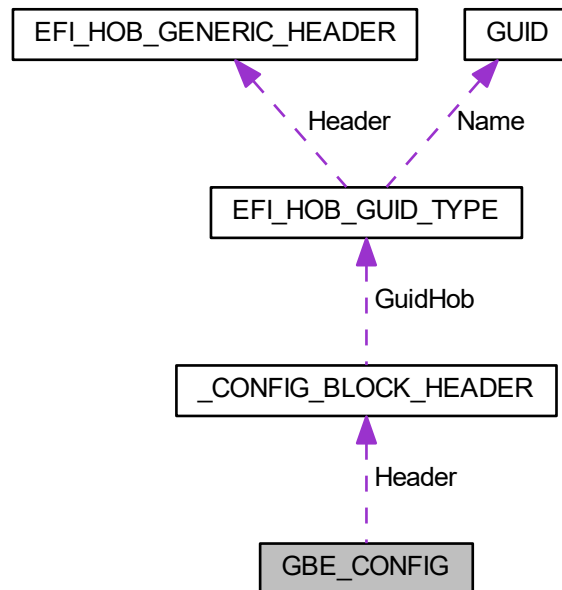 EFI_HOB_GENERIC_HEADER
GUID
Header
Name
EFI_HOB_GUID_TYPE
GuidHob
_CONFIG_BLOCK_HEADER
Header
GBE_CONFIG